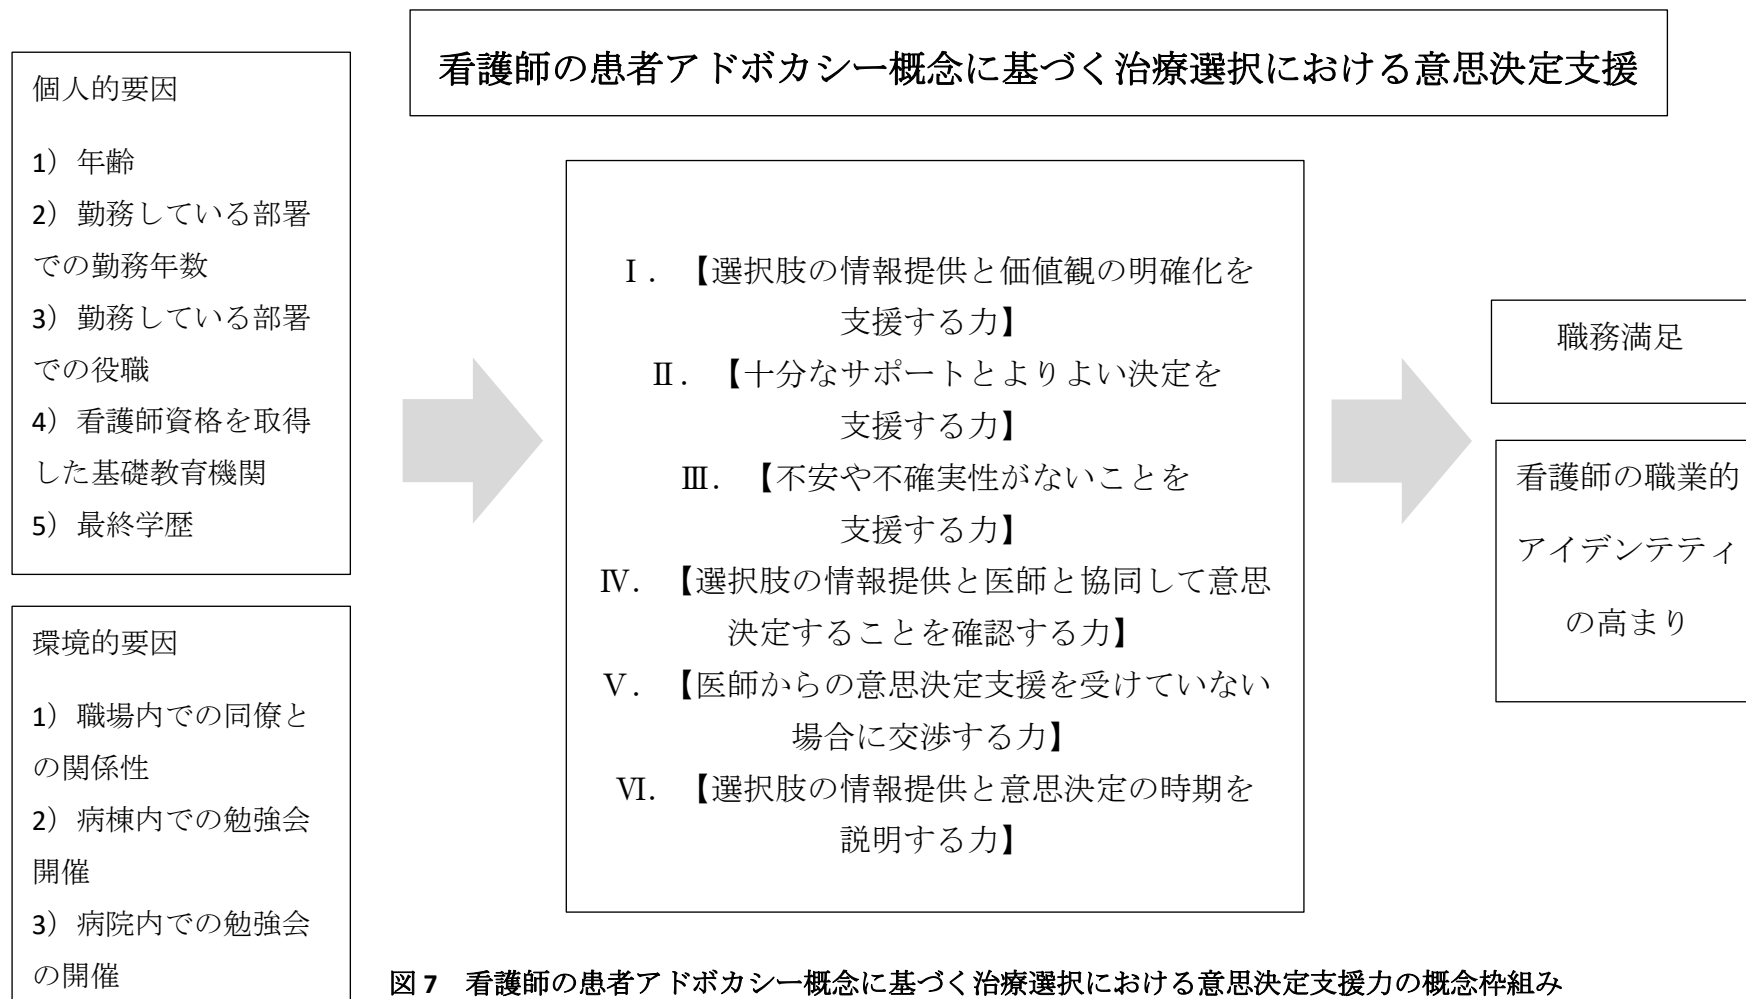 看護師の患者アドボカシー概念に基づく治療選択における意思決定支援
個人的要因
1）年齢
2）勤務している部署
での勤務年数
3）勤務している部署
での役職
4）看護師資格を取得
した基礎教育機関
5）最終学歴
環境的要因
1）職場内での同僚と
の関係性
2）病棟内での勉強会
開催
3）病院内での勉強会
の開催
Ⅰ．【選択肢の情報提供と価値観の明確化を
支援する力】
Ⅱ．【十分なサポートとよりよい決定を
支援する力】
Ⅲ．【不安や不確実性がないことを
支援する力】
Ⅳ．【選択肢の情報提供と医師と協同して意思
決定することを確認する力】
Ⅴ．【医師からの意思決定支援を受けていない
場合に交渉する力】
Ⅵ．【選択肢の情報提供と意思決定の時期を
説明する力】
職務満足
看護師の職業的
アイデンテティ
の高まり
図 7　看護師の患者アドボカシー概念に基づく治療選択における意思決定支援力の概念枠組み